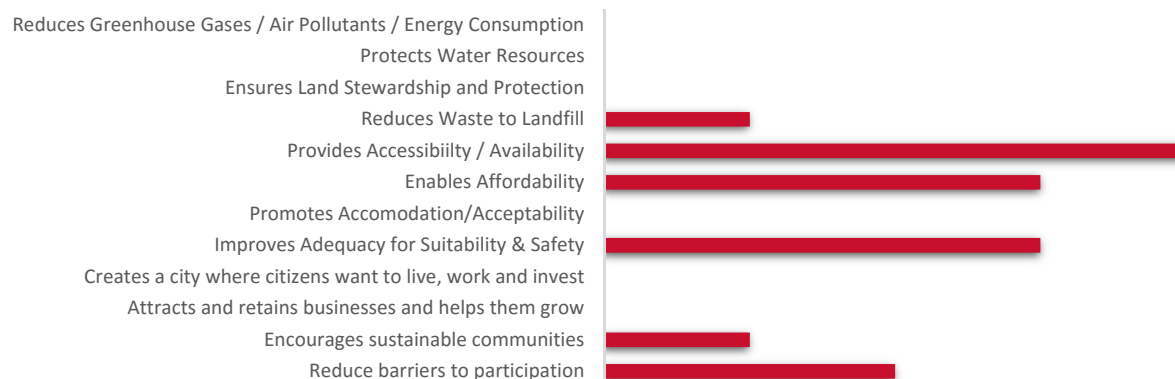 Reduces Greenhouse Gases / Air Pollutants / Energy Consumption
Protects Water Resources
Ensures Land Stewardship and Protection
Reduces Waste to Landfill
Provides Accessibiilty / Availability
Enables Affordability
Promotes Accomodation/Acceptability
Improves Adequacy for Suitability & Safety
Creates a city where citizens want to live, work and invest
Attracts and retains businesses and helps them grow
Encourages sustainable communities
Reduce barriers to participation